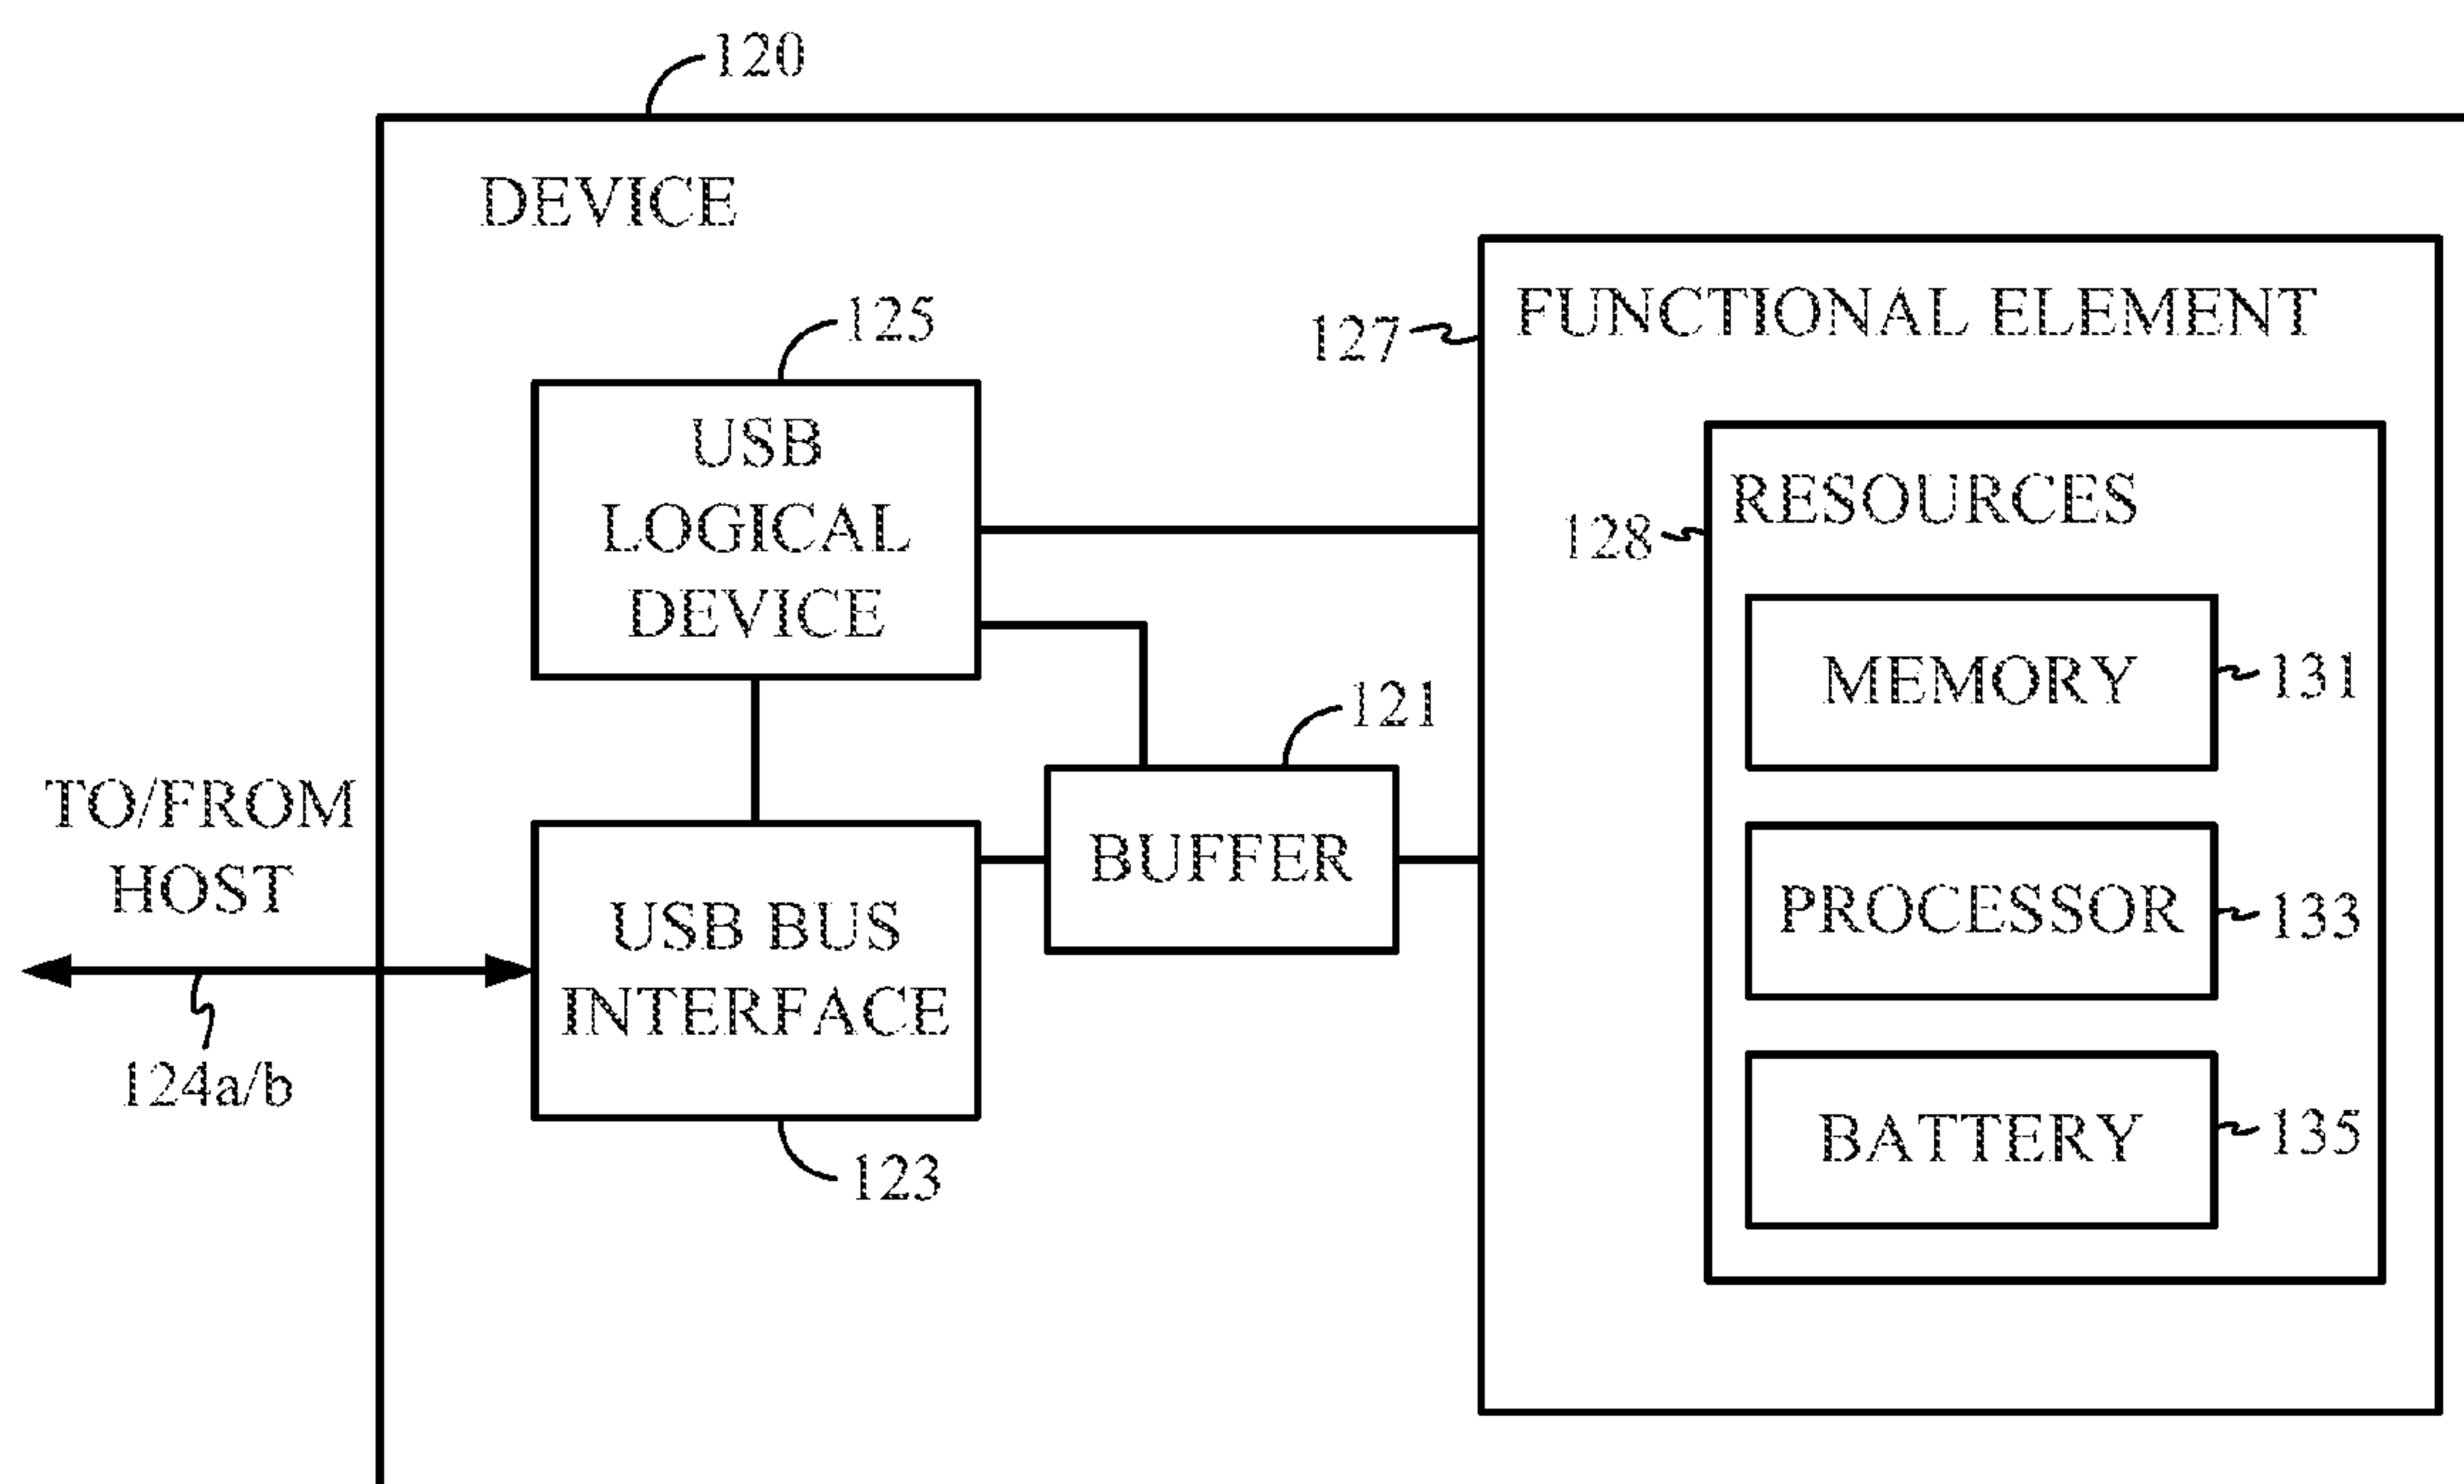 120
DEVICE
125
USB
LOGICAL
DEVICE
127
FUNCTIONAL ELEMENT
128
RESOURCES
MEMORY
131
PROCESSOR
133
BATTERY
135
121
BUFFER
TO/FROM
HOST
124a/b
USB BUS
INTERFACE
123